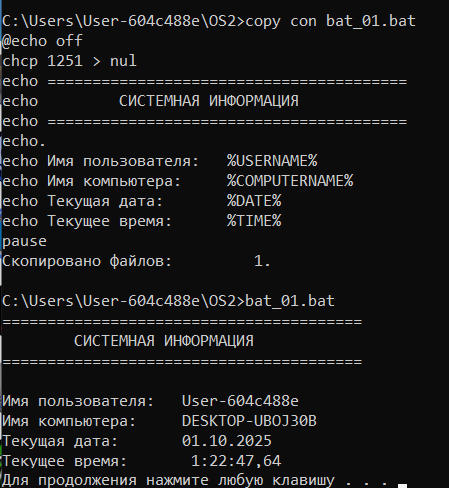 C:\Users\User-604c488e\OS2>copy con bat_01.bat
@echo off
chcp 1251 > nul
echo ========================================
echo         СИСТЕМНАЯ ИНФОРМАЦИЯ
echo ========================================
echo.
echo Имя пользователя:   %USERNAME%
echo Имя компьютера:     %COMPUTERNAME%
echo Текущая дата:       %DATE%
echo Текущее время:      %TIME%
pause
Скопировано файлов:         1.
C:\Users\User-604c488e\OS2>bat_01.bat
========================================
        СИСТЕМНАЯ ИНФОРМАЦИЯ
========================================
Имя пользователя:   User-604c488e
Имя компьютера:     DESKTOP-UBOJ30B
Текущая дата:       01.10.2025
Текущее время:       1:22:47,64
Для продолжения нажмите любую клавишу . . .